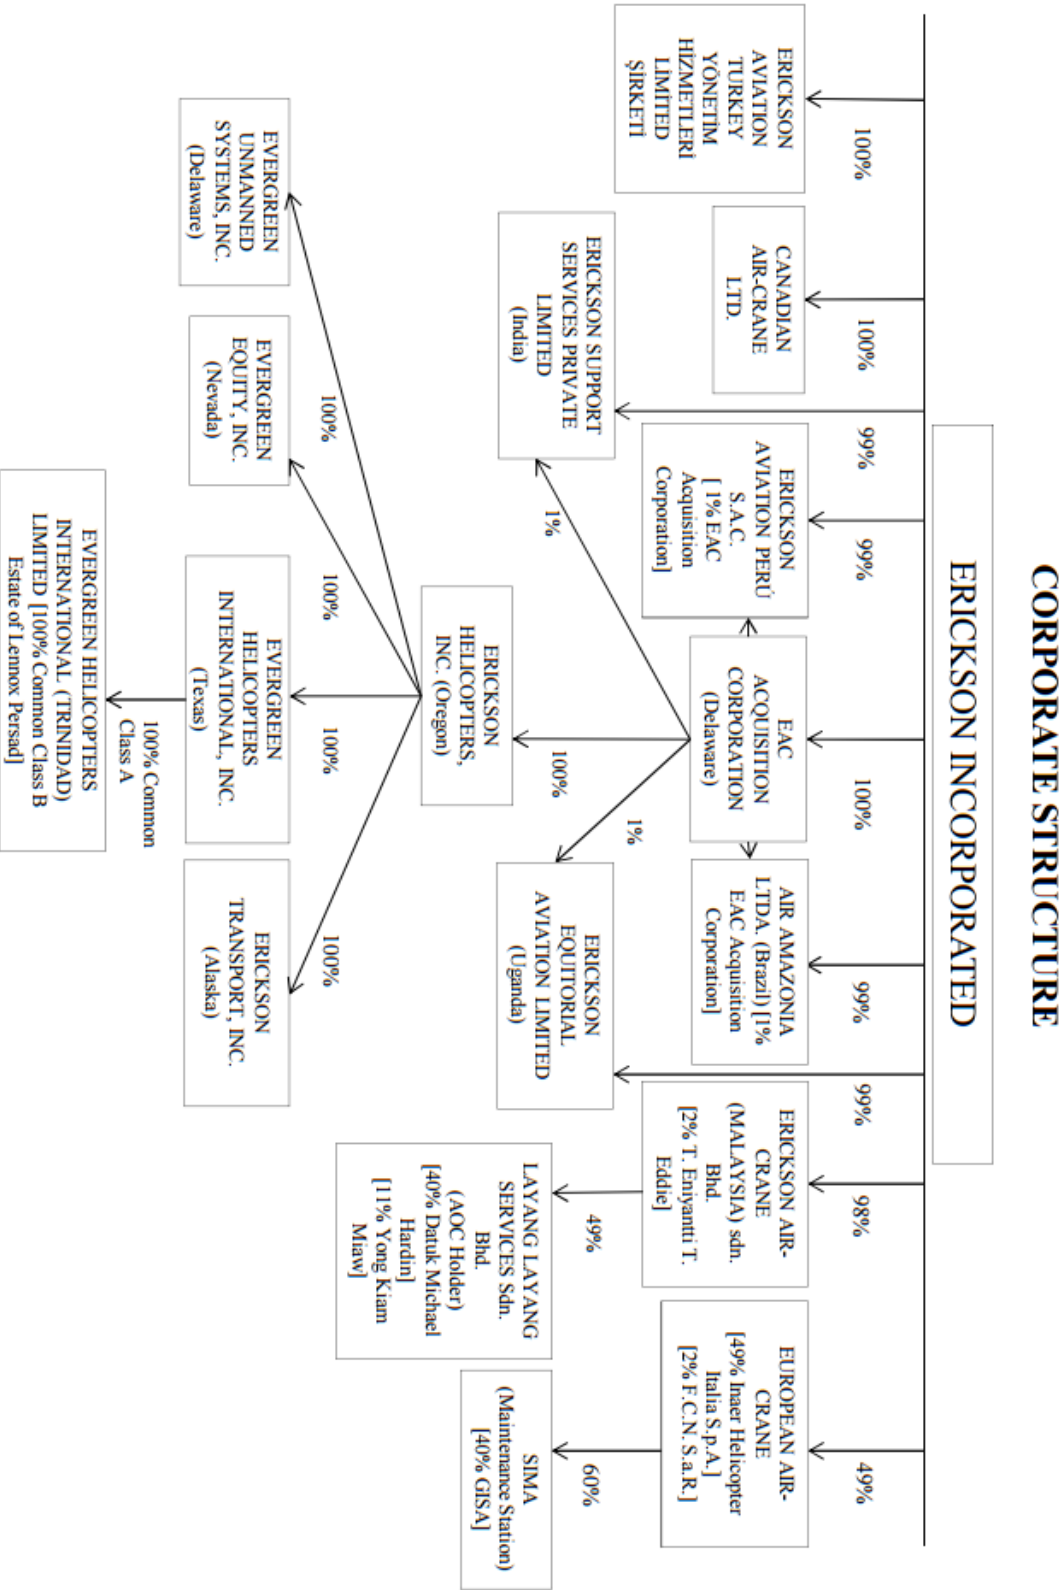 CORPORATE STRUCTURE
ERICKSON INCORPORATED
100%
100%
99%
99%
100%
99%
99%
98%
49%
ERICKSON
AVIATION
TURKEY
YÖNETİM
HİZMETLERİ
LİMİTED
ŞİRKETİ
CANADIAN
AIR-CRANE
LTD.
ERICKSON
AVIATION PERÚ
S.A.C.
[ 1% EAC
Acquisition
Corporation]
EAC
ACQUISITION
CORPORATION
(Delaware)
AIR AMAZONIA
LTDA. (Brazil) [1%
EAC Acquisition
Corporation]
ERICKSON AIR-
CRANE
(MALAYSIA) sdn.
Bhd.
[2% T. Eniyantti T.
Eddie]
EUROPEAN AIR-
CRANE
[49% Inaer Helicopter
Italia S.p.A.]
[2% F.C.N. S.a.R.]
1%
100%
1%
49%
60%
ERICKSON SUPPORT
SERVICES PRIVATE
LIMITED
(India)
ERICKSON
HELICOPTERS,
INC. (Oregon)
ERICKSON
EQUITORIAL
AVIATION LIMITED
(Uganda)
LAYANG LAYANG
SERVICES Sdn.
Bhd.
(AOC Holder)
[40% Datuk Michael
Hardin]
[11% Yong Kiam
Miaw]
SIMA
(Maintenance Station)
[40% GISA]
100%
100%
100%
100%
EVERGREEN
UNMANNED
SYSTEMS, INC.
(Delaware)
EVERGREEN
EQUITY, INC.
(Nevada)
EVERGREEN
HELICOPTERS
INTERNATIONAL, INC.
(Texas)
ERICKSON
TRANSPORT, INC.
(Alaska)
100% Common
Class A
EVERGREEN HELICOPTERS
INTERNATIONAL (TRINIDAD)
LIMITED [100% Common Class B
Estate of Lennox Persad]